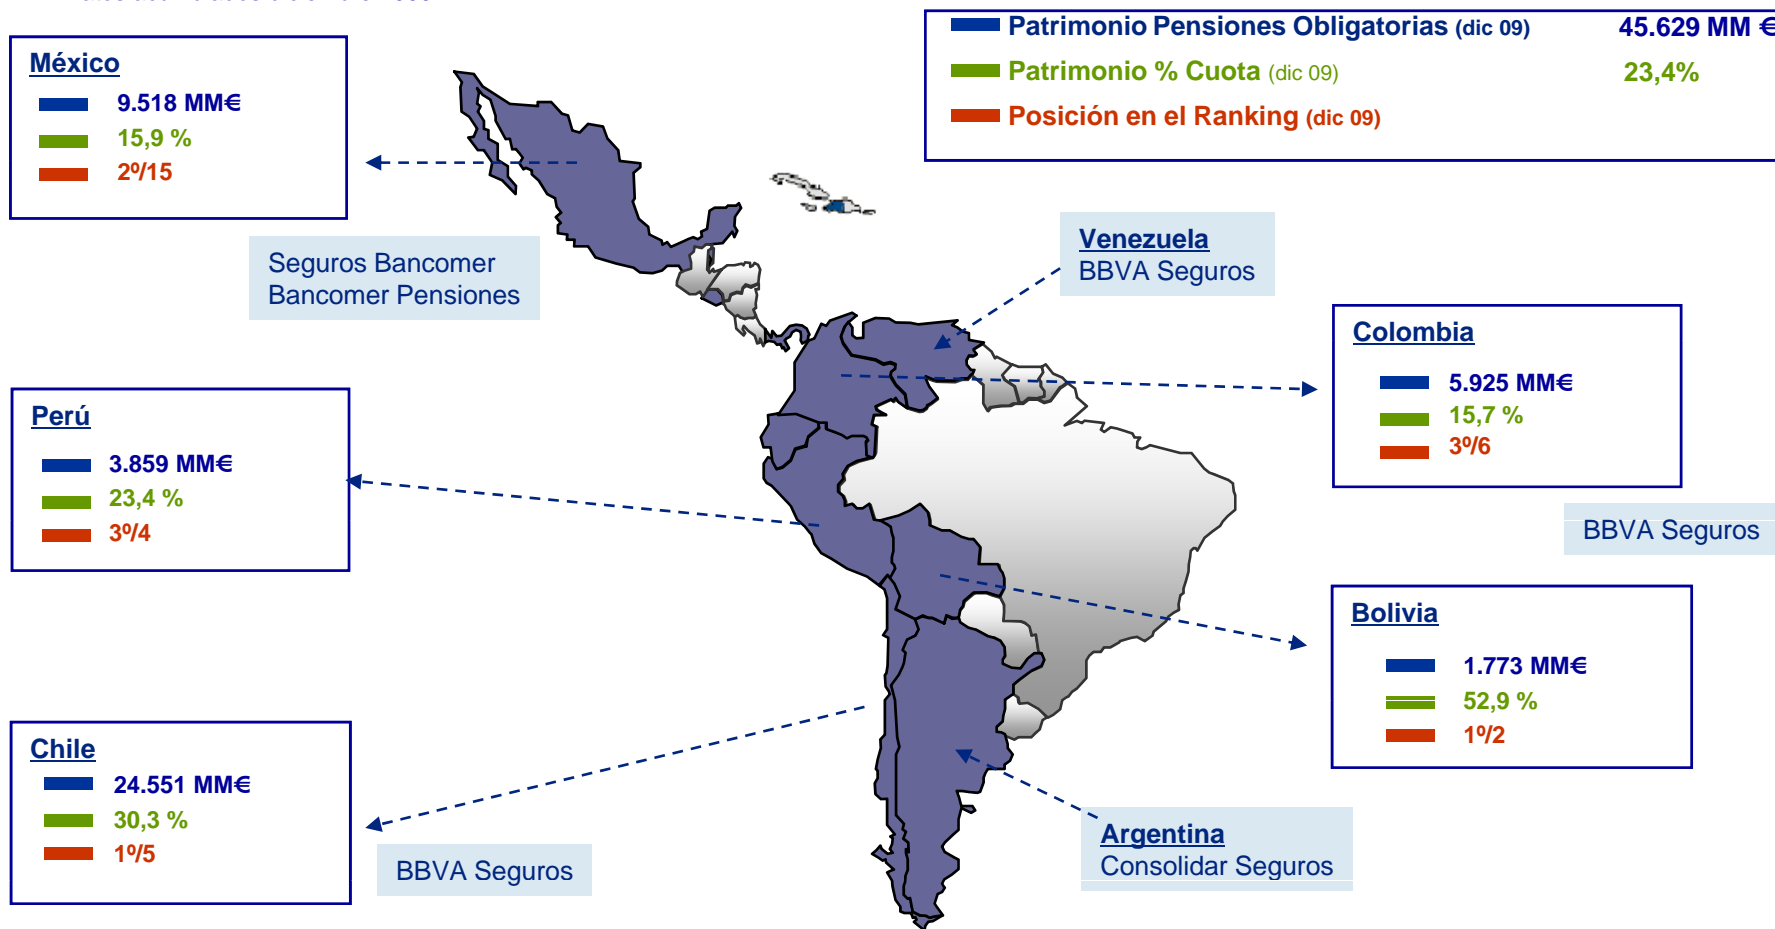 Patrimonio Pensiones Obligatorias (dic 09) 45.629 MM €
Patrimonio % Cuota (dic 09) 23,4%
Posición en el Ranking (dic 09)
México
9.518 MM€
15,9 %
2º/15
Seguros Bancomer
Bancomer Pensiones
Venezuela
BBVA Seguros
Colombia
5.925 MM€
15,7 %
3º/6
BBVA Seguros
Perú
3.859 MM€
23,4 %
3º/4
Bolivia
1.773 MM€
52,9 %
1º/2
Chile
24.551 MM€
30,3 %
1º/5
BBVA Seguros
Argentina
Consolidar Seguros